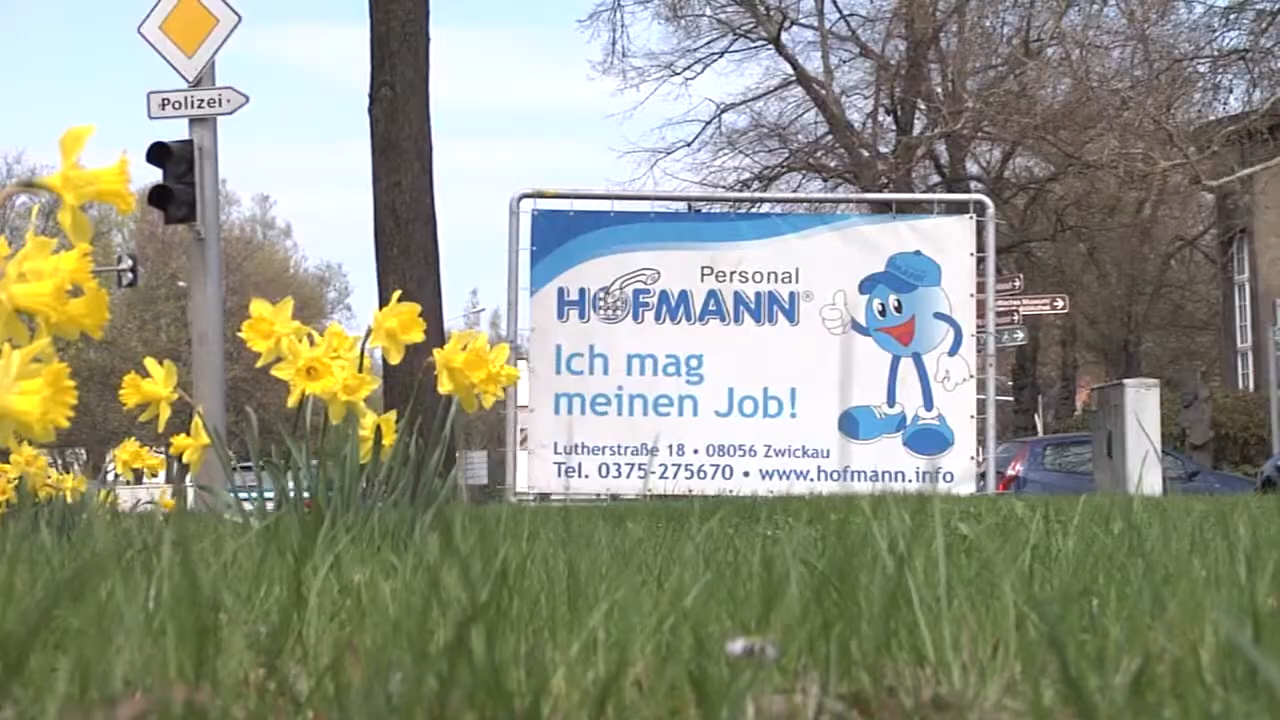 Polizei
Personal
HOFMANN®
Ich mag
meinen Job!
Lutherstraße 18 • 08056 Zwickau
Tel. 0375-275670 • www.hofmann.info